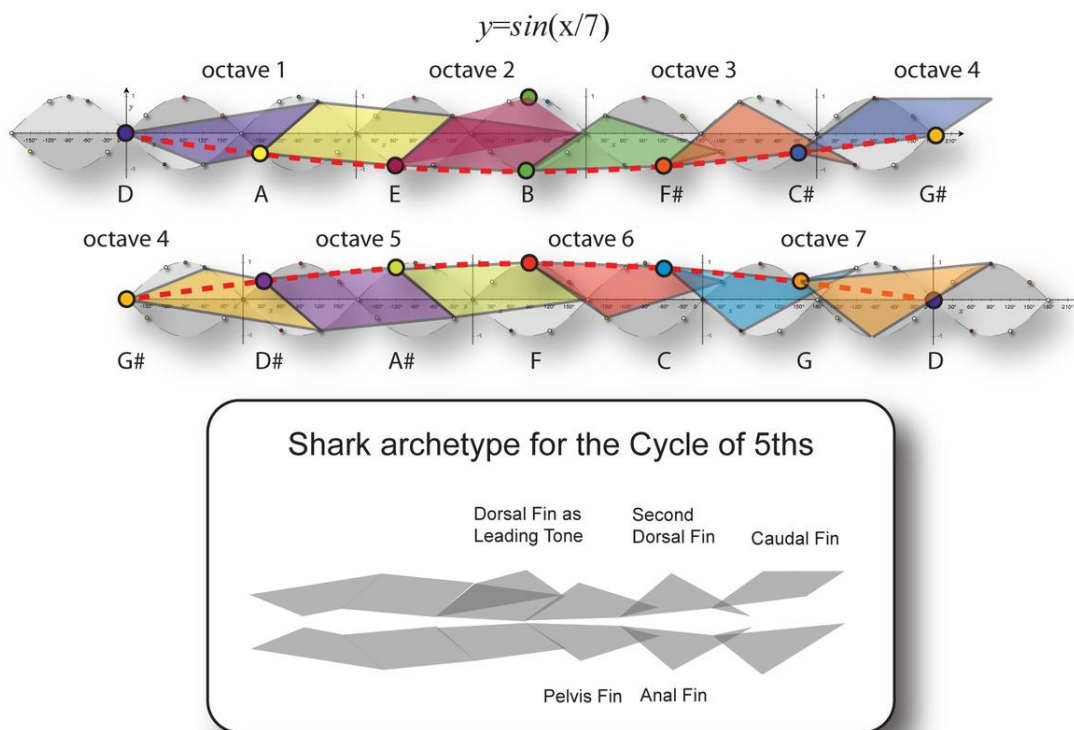 y=sin(x/7)
octave 1 octave 2 octave 3 octave 4
D A E B F# C# G#
octave 4 octave 5 octave 6 octave 7
G# D# A# F C G D
Shark archetype for the Cycle of 5ths
Dorsal Fin as Second
Leading Tone Dorsal Fin Caudal Fin
Pelvis Fin Anal Fin